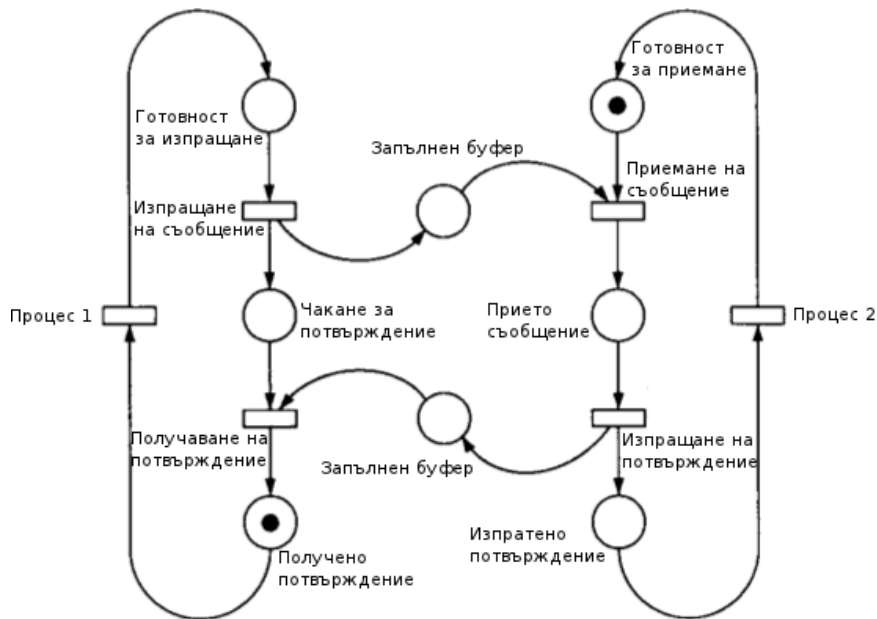 Готовност
за приемане
Готовност
за изпращане
Запълнен буфер
Приемане на
съобщение
Изпращане
на съобщение
Процес 1
Чакане за
потвърждение
Прието
съобщение
Процес 2
Получаване на
потвърждение
Запълнен буфер
Изпращане на
потвърждение
Получено
потвърждение
Изпратено
потвърждение